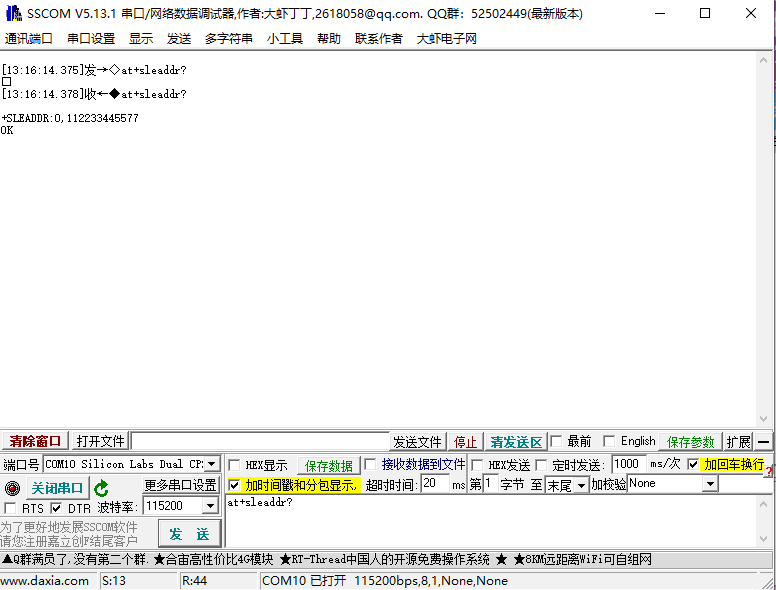 SSCOM V5.13.1 串口/网络数据调试器,作者:大虾丁丁,2618058@qq.com. QQ群: 52502449(最新版本)
通讯端口 串口设置 显示 发送 多字符串 小工具 帮助 联系作者 大虾电子网
[13:16:14.375]发→◇at+sleaddr?
□
[13:16:14.378]收←◆at+sleaddr?
+SLEADDR:0,112233445577
OK
清除窗口 打开文件 发送文件 停止 清发送区 最前 English 保存参数 扩展 —
端口号 COM10 Silicon Labs Dual CP2 HEX显示 保存数据 接收数据到文件 HEX发送 定时发送: 1000 ms/次 加回车换行
关闭串口 更多串口设置 加时间戳和分包显示, 超时时间: 20 ms 第 1 字节 至 末尾 加校验 None
RTS DTR 波特率: 115200 at+sleaddr?
为了更好地发展SSCOM软件
请您注册嘉立创F结尾客户
发 送
▲Q群满员了,没有第二个群. ★合宙高性价比4G模块 ★RT-Thread中国人的开源免费操作系统 ★ ★8KM远距离WiFi可自组网
www.daxia.com S:13 R:44 COM10 已打开 115200bps,8,1,None,None